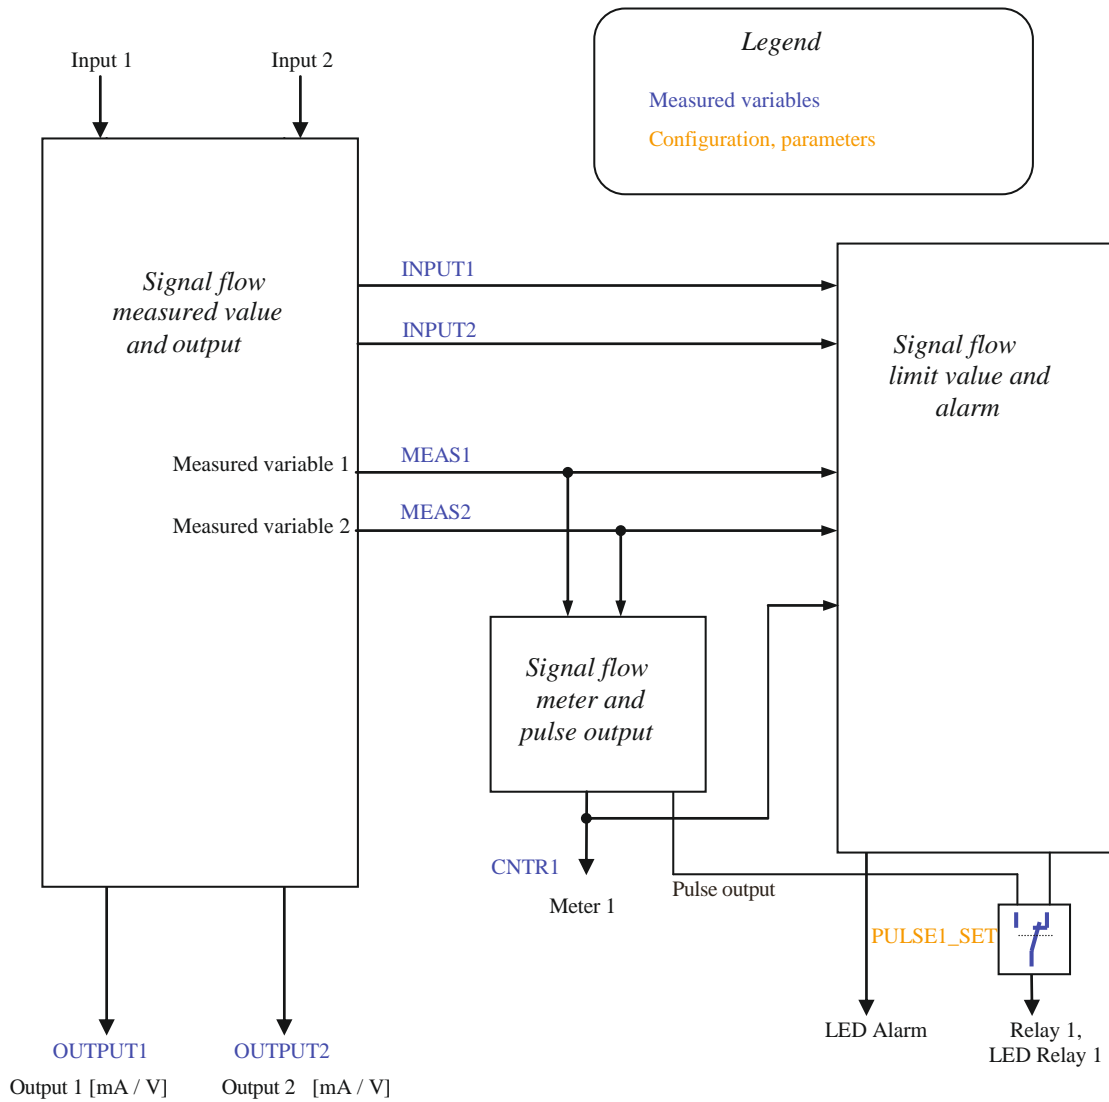 Legend
Measured variables
Configuration, parameters
Input 1
Input 2
Signal flow
measured value
and output
INPUT1
INPUT2
Signal flow
limit value and
alarm
Measured variable 1
MEAS1
Measured variable 2
MEAS2
Signal flow
meter and
pulse output
CNTR1
Meter 1
Pulse output
PULSE1_SET
LED Alarm
Relay 1,
LED Relay 1
OUTPUT1
OUTPUT2
Output 1 [mA / V]
Output 2 [mA / V]